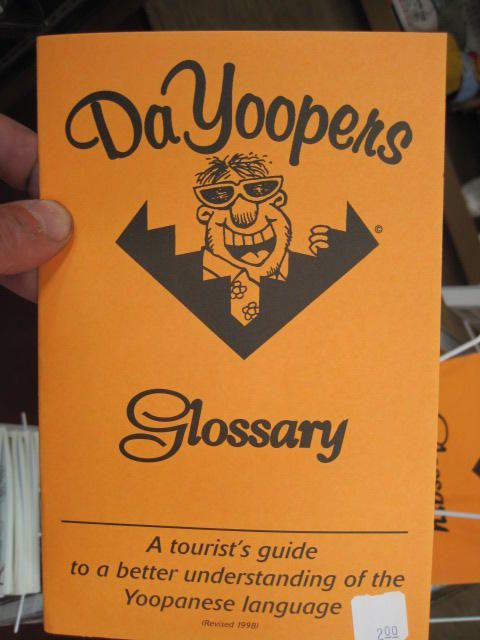 Da Yoopers
©
Glossary
A tourist's guide
to a better understanding of the
Yoopanese language
(Revised 1998)
2.00